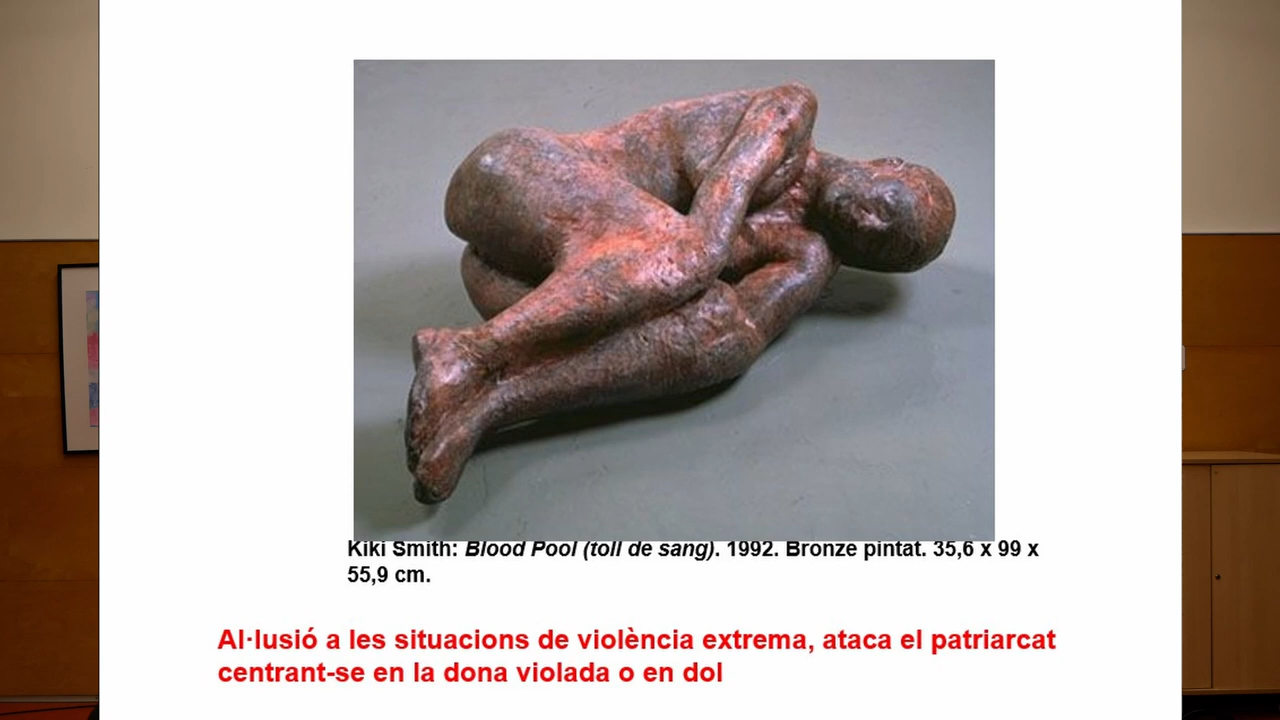 Kiki Smith: Blood Pool (toll de sang). 1992. Bronze pintat. 35,6 x 99 x
55,9 cm.
Al·lusió a les situacions de violència extrema, ataca el patriarcat
centrant-se en la dona violada o en dol